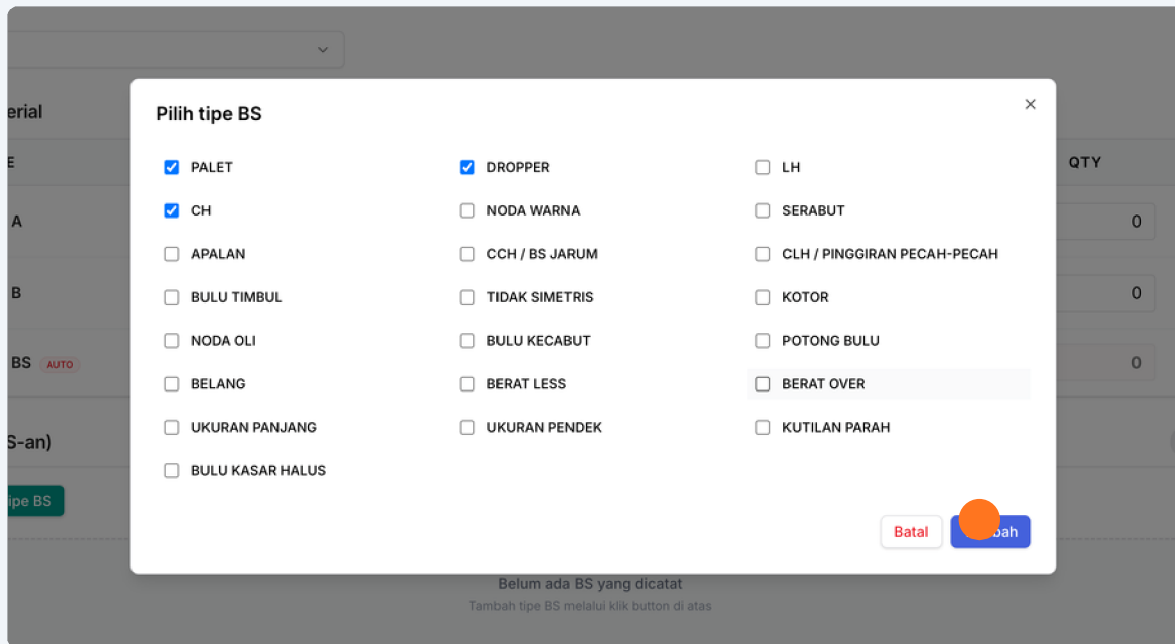 erial
Pilih tipe BS
PALET
DROPPER
LH
E
QTY
CH
NODA WARNA
SERABUT
A
0
APALAN
CCH / BS JARUM
CLH / PINGGIRAN PECAH-PECAH
BULU TIMBUL
TIDAK SIMETRIS
KOTOR
B
0
NODA OLI
BULU KECABUT
POTONG BULU
BS AUTO
0
BELANG
BERAT LESS
BERAT OVER
UKURAN PANJANG
UKURAN PENDEK
KUTILAN PARAH
S-an)
BULU KASAR HALUS
ipe BS
Batal
bah
Belum ada BS yang dicatat
Tambah tipe BS melalui klik button di atas